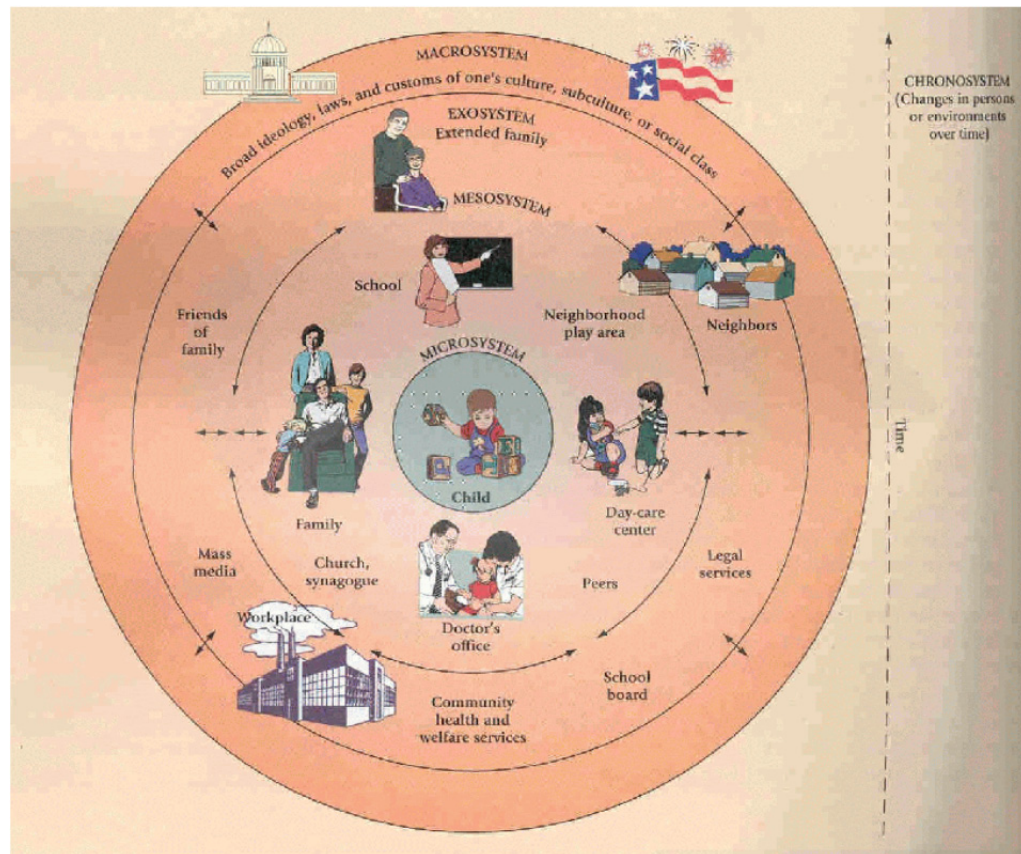 MACROSYSTEM
Broad ideology, laws, and customs of one's culture, subculture, or social class
CHRONOSYSTEM
(Changes in persons
or environments
over time)
EXOSYSTEM
Extended family
MESOSYSTEM
School
Friends
of
family
Neighborhood
play area
Neighbors
MICROSYSTEM
Time
Child
Family
Day-care
center
Mass
media
Church,
synagogue
Peers
Legal
services
Workplace
Doctor's
office
School
board
Community
health and
welfare services